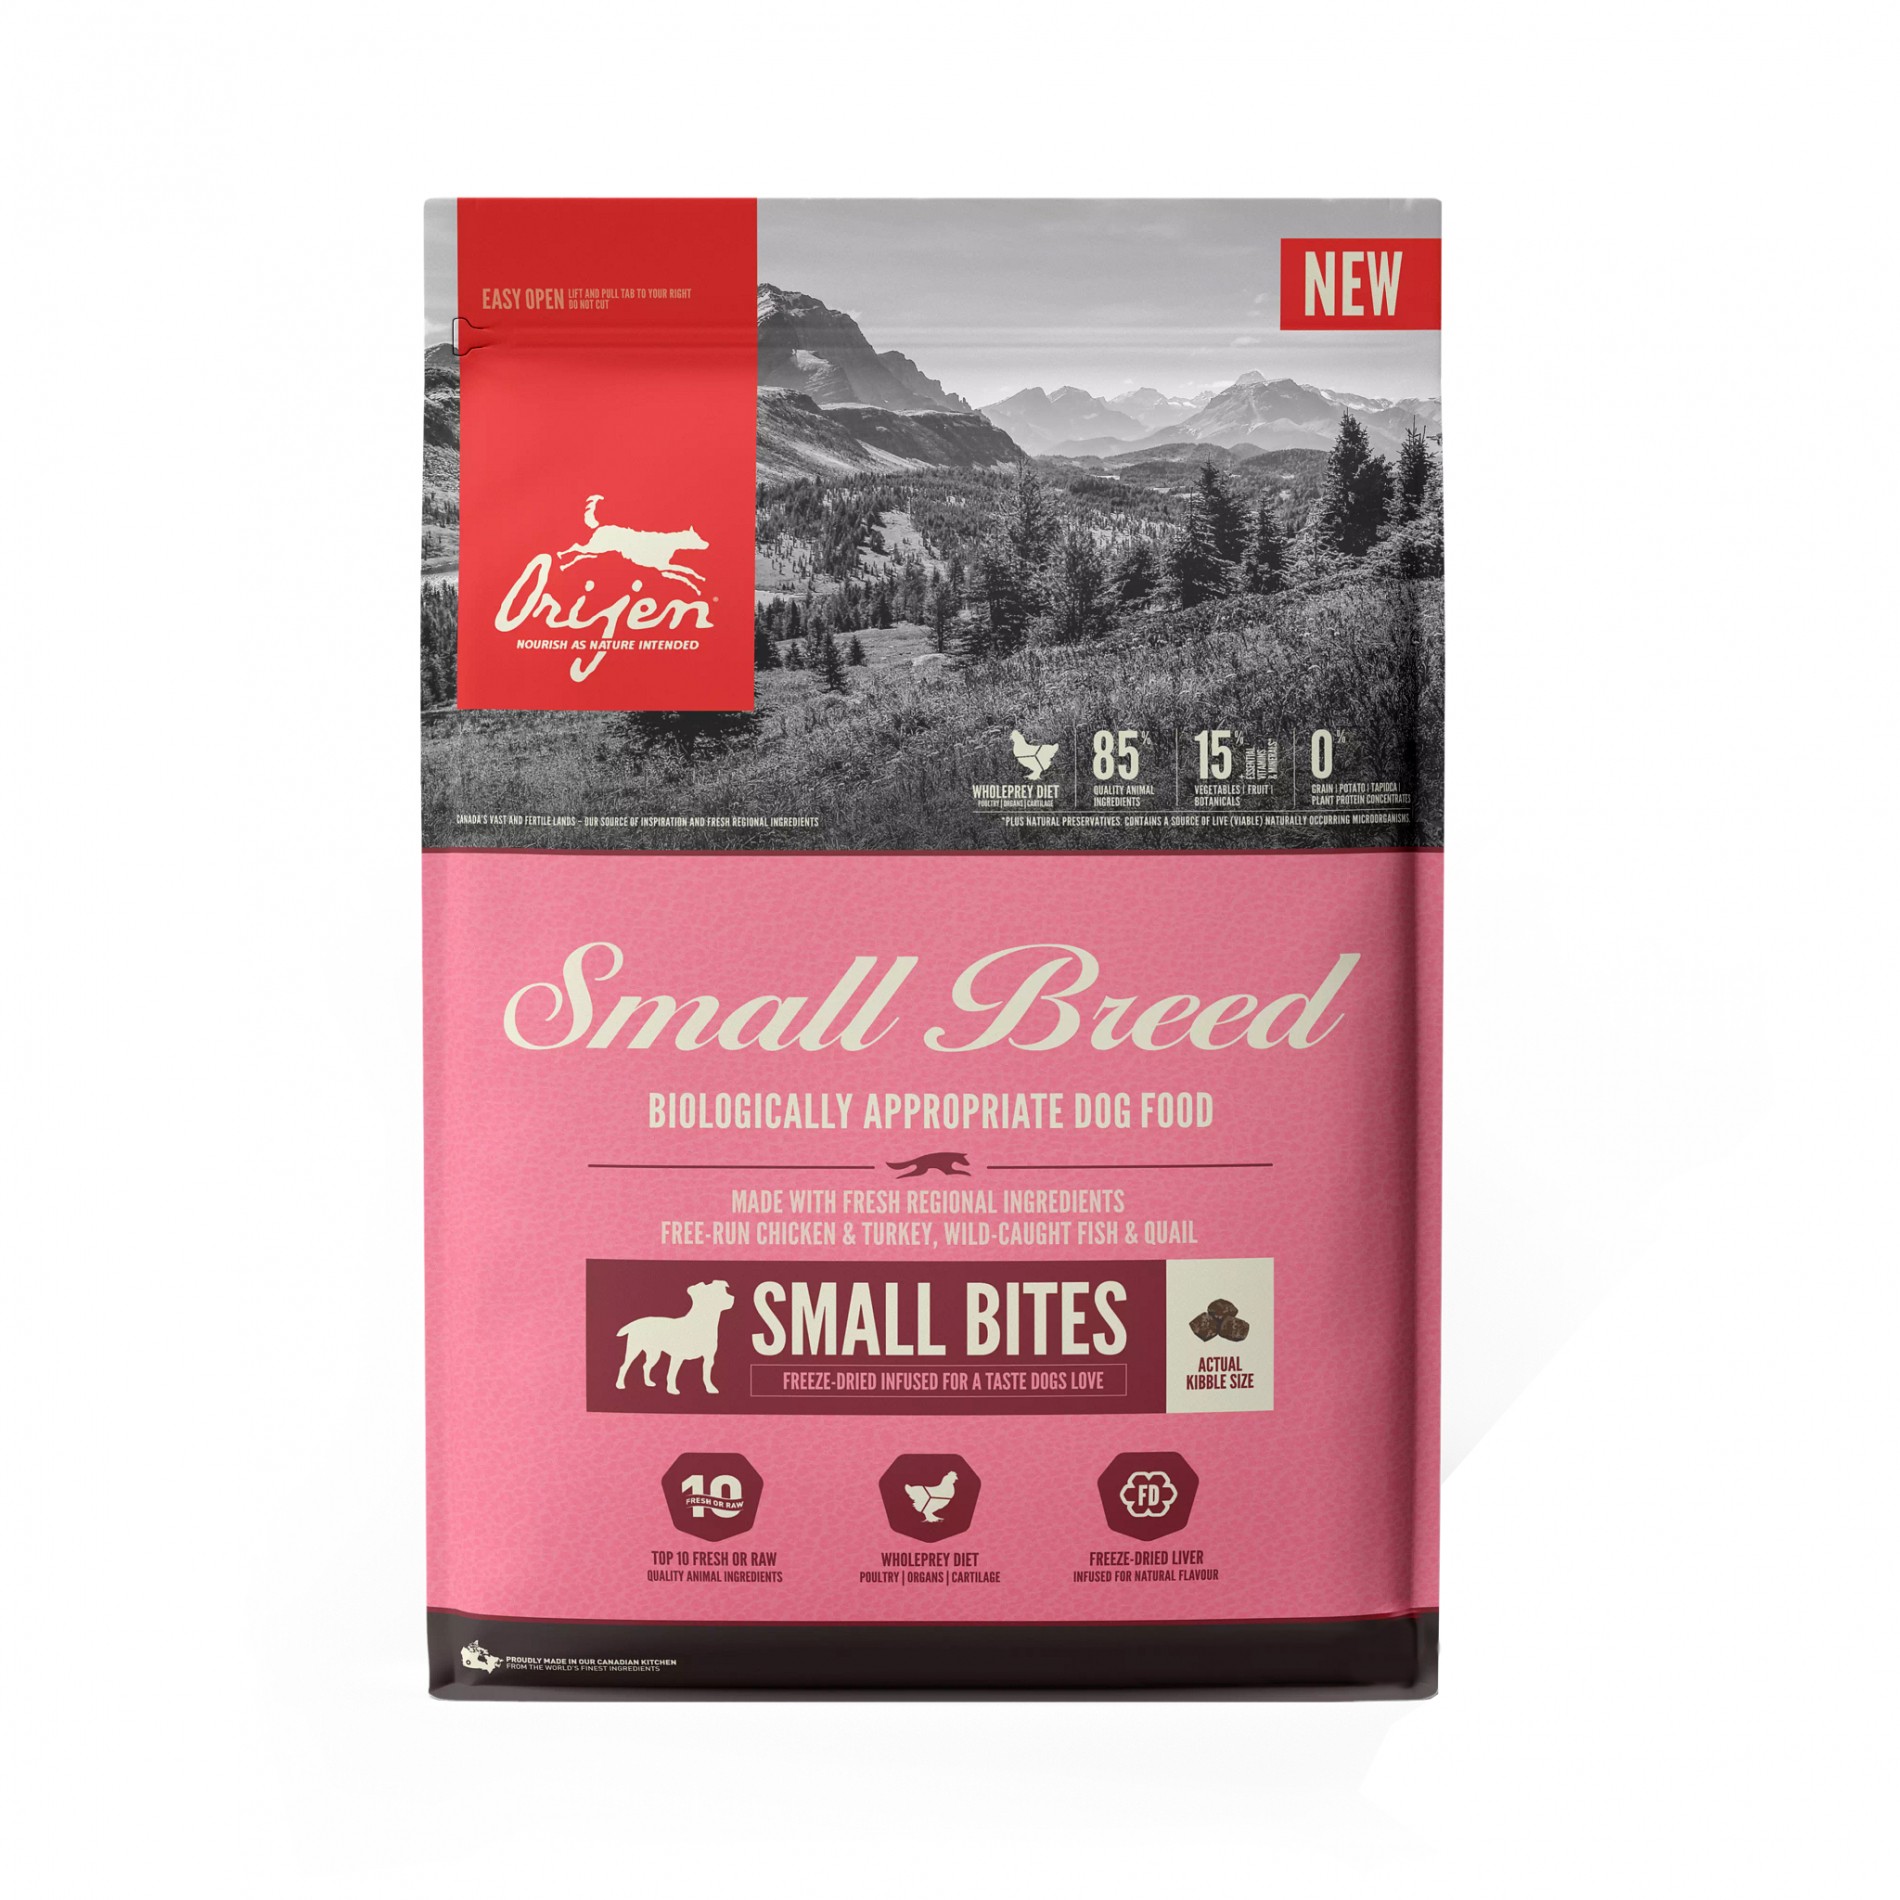 EASY OPEN LIFT AND PULL TAB TO YOUR RIGHT
DO NOT CUT
NEW
Orijen®
NOURISH AS NATURE INTENDED
WHOLEPREY DIET
POULTRY | ORGANS | CARTILAGE
85%
QUALITY ANIMAL
INGREDIENTS
15%
+ ESSENTIAL
VITAMINS
& MINERALS*
VEGETABLES | FRUIT |
BOTANICALS
0%
GRAIN | POTATO | TAPIOCA |
PLANT PROTEIN CONCENTRATES
CANADA'S VAST AND FERTILE LANDS – OUR SOURCE OF INSPIRATION AND FRESH REGIONAL INGREDIENTS
*PLUS NATURAL PRESERVATIVES. CONTAINS A SOURCE OF LIVE (VIABLE) NATURALLY OCCURRING MICROORGANISMS
Small Breed
BIOLOGICALLY APPROPRIATE DOG FOOD
MADE WITH FRESH REGIONAL INGREDIENTS
FREE-RUN CHICKEN & TURKEY, WILD-CAUGHT FISH & QUAIL
SMALL BITES
FREEZE-DRIED INFUSED FOR A TASTE DOGS LOVE
ACTUAL
KIBBLE SIZE
10
FRESH OR RAW
TOP 10 FRESH OR RAW
QUALITY ANIMAL INGREDIENTS
WHOLEPREY DIET
POULTRY | ORGANS | CARTILAGE
FD
FREEZE-DRIED LIVER
INFUSED FOR NATURAL FLAVOUR
PROUDLY MADE IN OUR CANADIAN KITCHEN
FROM THE WORLD'S FINEST INGREDIENTS